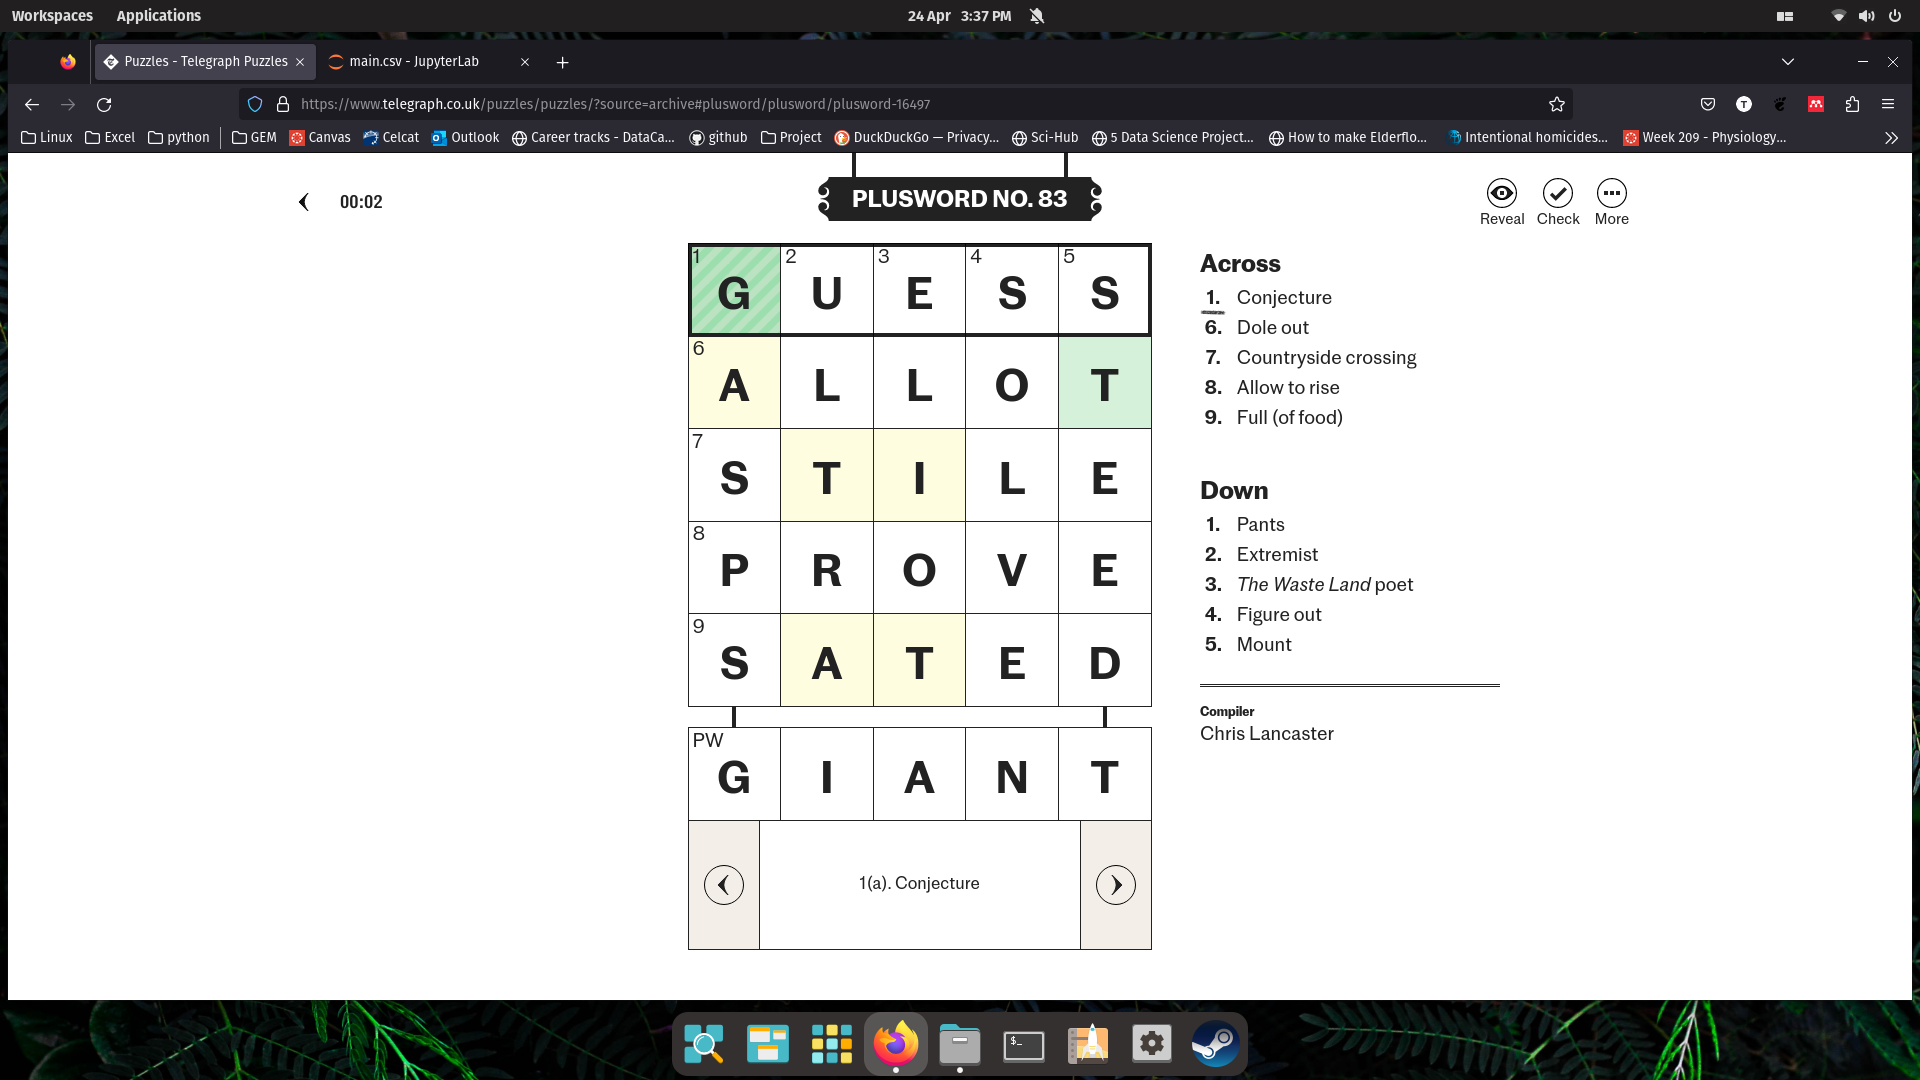 Workspaces Applications 24 Apr 3:37 PM
Puzzles - Telegraph Puzzles main.csv - JupyterLab
https://www.telegraph.co.uk/puzzles/puzzles/?source=archive#plusword/plusword/plusword-16497
Linux Excel python GEM Canvas Celcat Outlook Career tracks - DataCa... github Project DuckDuckGo — Privacy... Sci-Hub 5 Data Science Project... How to make Elderflo... Intentional homicides... Week 209 - Physiology...
00:02
PLUSWORD NO. 83
Reveal Check More
1 G 2 U 3 E 4 S 5 S
6 A L L O T
7 S T I L E
8 P R O V E
9 S A T E D
PW G I A N T
1(a). Conjecture
Across
1. Conjecture
6. Dole out
7. Countryside crossing
8. Allow to rise
9. Full (of food)
Down
1. Pants
2. Extremist
3. The Waste Land poet
4. Figure out
5. Mount
Compiler
Chris Lancaster